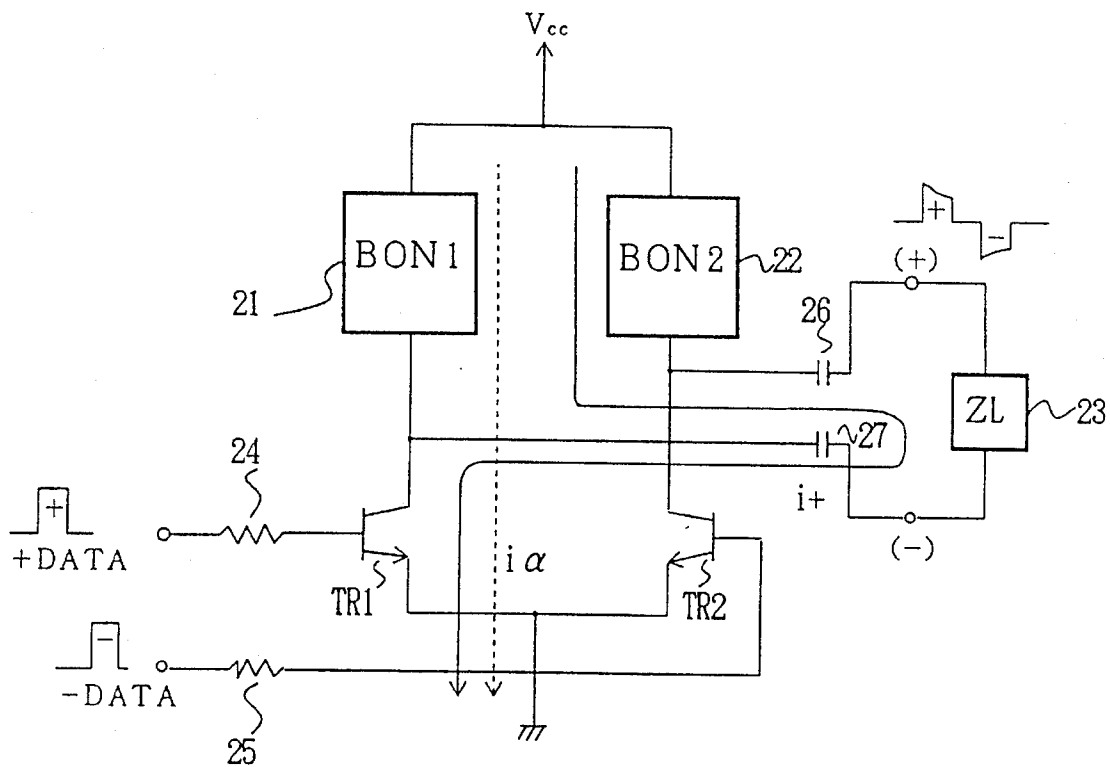 Vcc
BON1
BON2
21
22
+
−
(+)
26
ZL
23
27
24
i+
+
+DATA
(−)
iα
TR1
TR2
−
−DATA
25